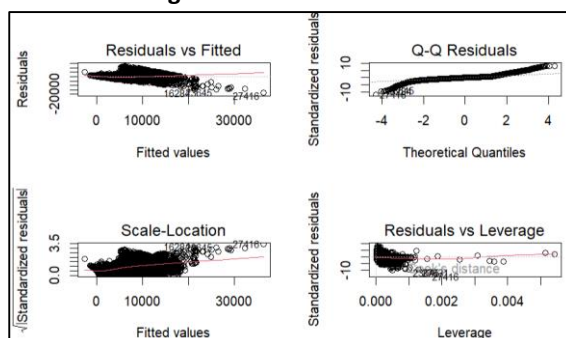 Residuals vs Fitted
Residuals
-20000
0 10000 30000
Fitted values
Q-Q Residuals
Standardized residuals
-10 10
-4 -2 0 2 4
Theoretical Quantiles
Scale-Location
√|Standardized residuals|
0.0 3.5
27416
0 10000 30000
Fitted values
Residuals vs Leverage
Standardized residuals
-10
distance
27416
0.000 0.002 0.004
Leverage